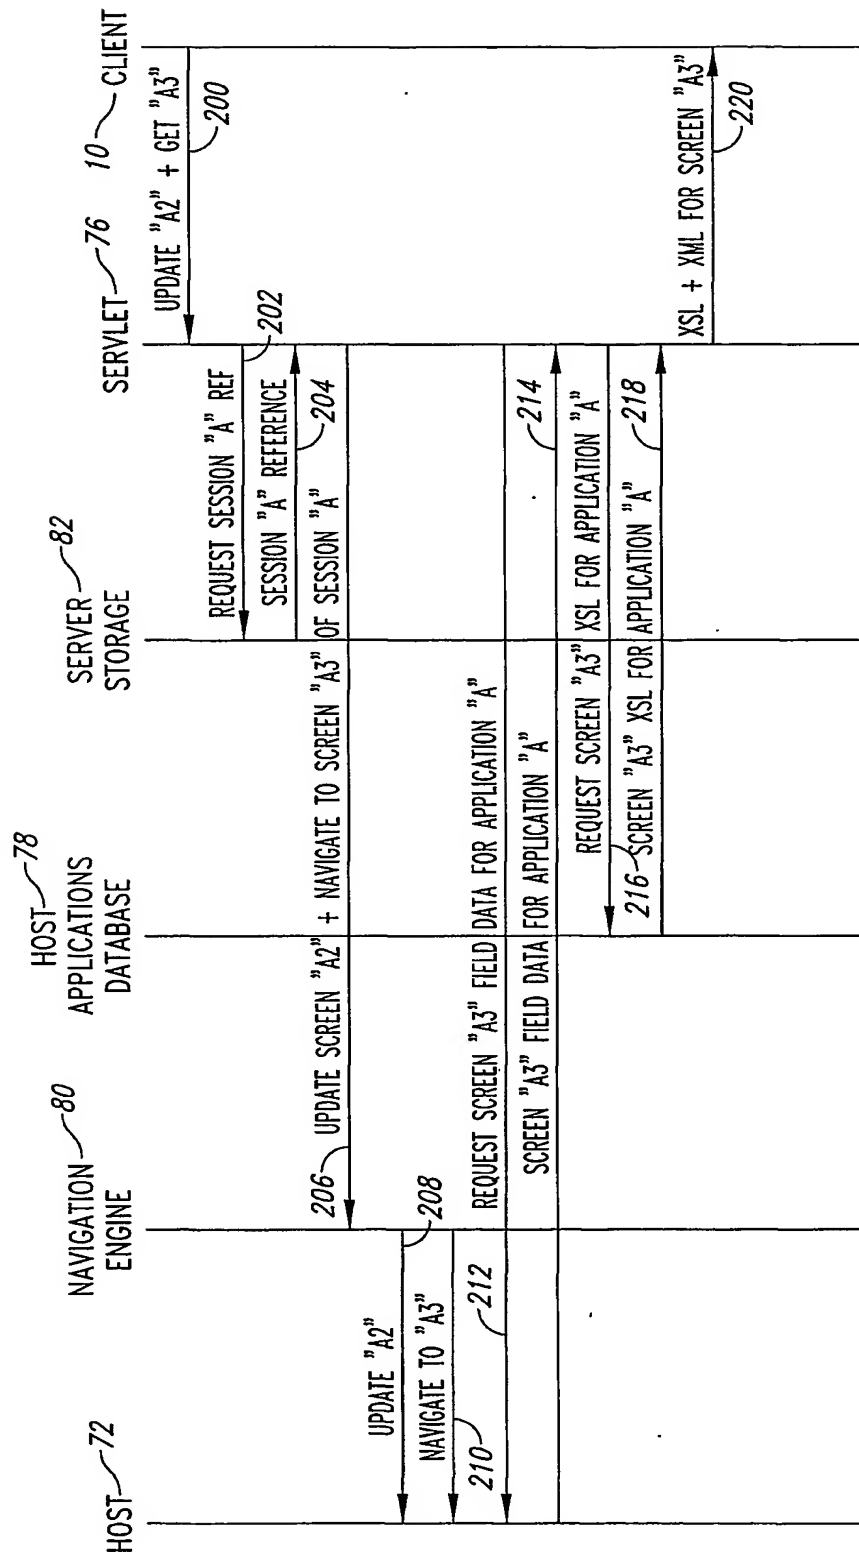 HOST 72
NAVIGATION 80
ENGINE
HOST 78
APPLICATIONS
DATABASE
SERVER 82
STORAGE
SERVLET 76
10 CLIENT
UPDATE "A2" + GET "A3"
200
REQUEST SESSION "A" REF
202
SESSION "A" REFERENCE
204
206 UPDATE SCREEN "A2" + NAVIGATE TO SCREEN "A3" OF SESSION "A"
UPDATE "A2"
208
NAVIGATE TO "A3"
210
REQUEST SCREEN "A3" FIELD DATA FOR APPLICATION "A"
212
SCREEN "A3" FIELD DATA FOR APPLICATION "A"
214
REQUEST SCREEN "A3" XSL FOR APPLICATION "A"
216 SCREEN "A3" XSL FOR APPLICATION "A"
218
XSL + XML FOR SCREEN "A3"
220